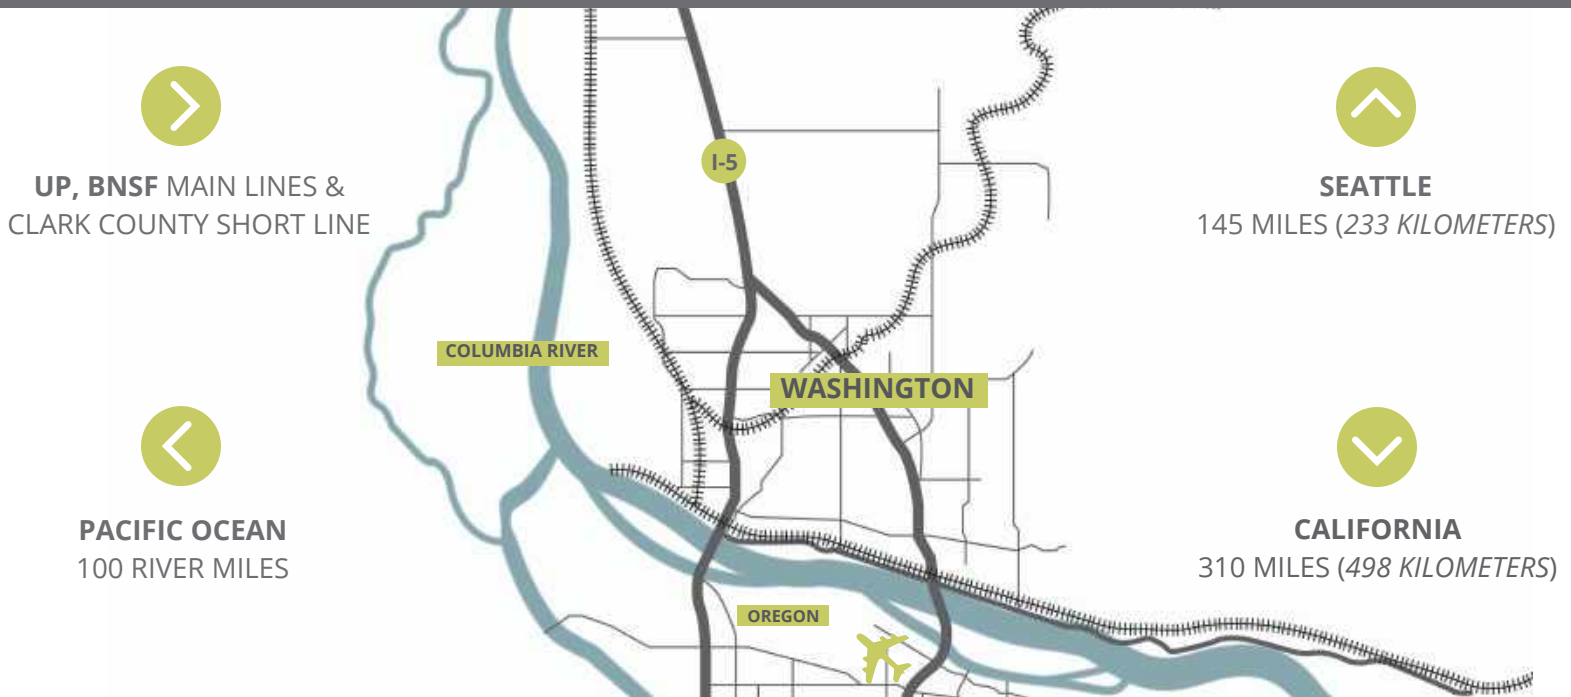 UP, BNSF MAIN LINES &
CLARK COUNTY SHORT LINE
PACIFIC OCEAN
100 RIVER MILES
I-5
COLUMBIA RIVER
WASHINGTON
OREGON
SEATTLE
145 MILES (233 KILOMETERS)
CALIFORNIA
310 MILES (498 KILOMETERS)